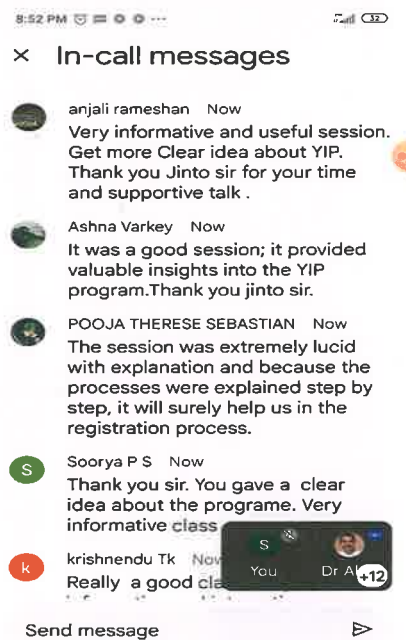 8:52 PM
32
× In-call messages
anjali rameshan Now
Very informative and useful session.
Get more Clear idea about YIP.
Thank you Jinto sir for your time
and supportive talk .
Ashna Varkey Now
It was a good session; it provided
valuable insights into the YIP
program.Thank you jinto sir.
POOJA THERESE SEBASTIAN Now
The session was extremely lucid
with explanation and because the
processes were explained step by
step, it will surely help us in the
registration process.
S
Soorya P S Now
Thank you sir. You gave a clear
idea about the programe. Very
informative class
k
krishnendu Tk Now
Really a good
S
You
Dr
+12
Send message